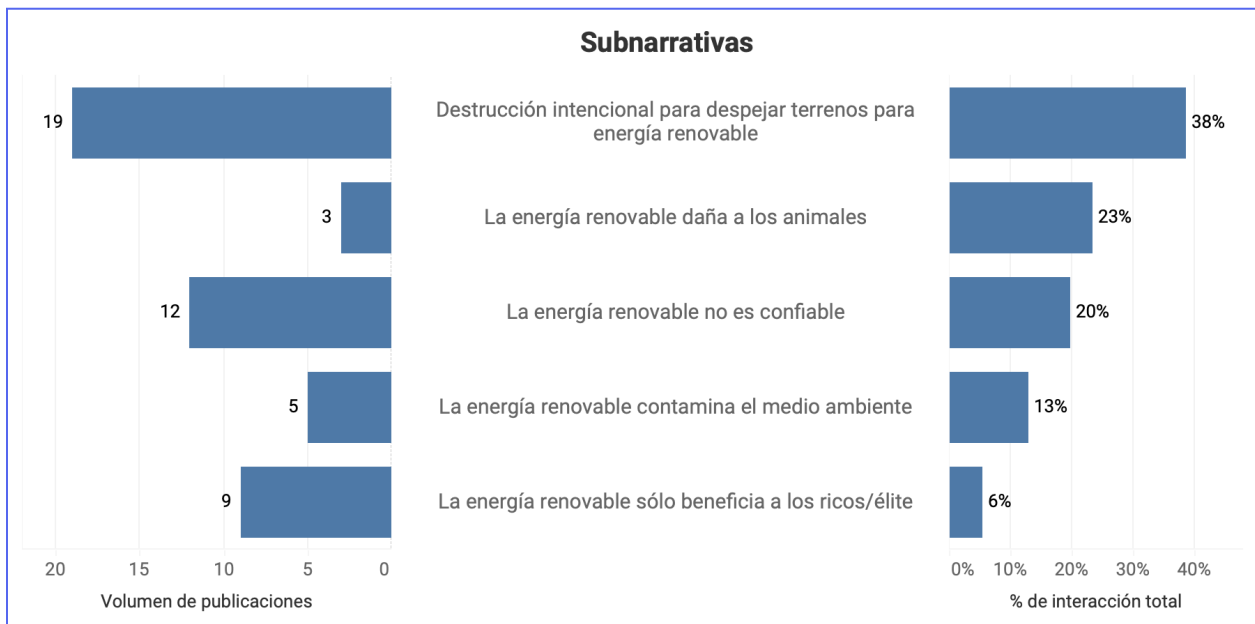 Subnarrativas
19
Destrucción intencional para despejar terrenos para
energía renovable
38%
3
La energía renovable daña a los animales
23%
12
La energía renovable no es confiable
20%
5
La energía renovable contamina el medio ambiente
13%
9
La energía renovable sólo beneficia a los ricos/élite
6%
20 15 10 5 0
0% 10% 20% 30% 40%
Volumen de publicaciones
% de interacción total